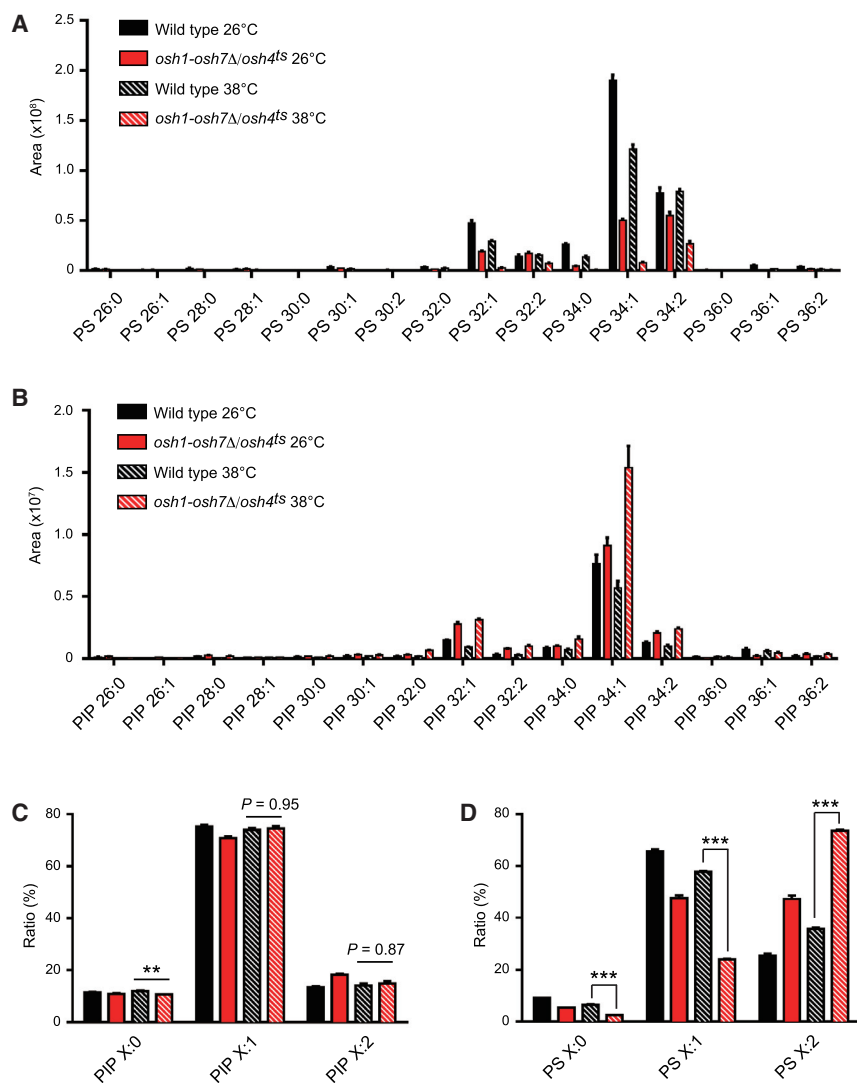 A
2.5
2.0
1.5
1.0
0.5
0
Area (x10⁸)
Wild type 26°C
osh1-osh7Δ/osh4ts 26°C
Wild type 38°C
osh1-osh7Δ/osh4ts 38°C
PS 26:0
PS 26:1
PS 28:0
PS 28:1
PS 30:0
PS 30:1
PS 30:2
PS 32:0
PS 32:1
PS 32:2
PS 34:0
PS 34:1
PS 34:2
PS 36:0
PS 36:1
PS 36:2
B
2.0
1.5
1.0
0.5
0
Area (x10⁷)
Wild type 26°C
osh1-osh7Δ/osh4ts 26°C
Wild type 38°C
osh1-osh7Δ/osh4ts 38°C
PIP 26:0
PIP 26:1
PIP 28:0
PIP 28:1
PIP 30:0
PIP 30:1
PIP 32:0
PIP 32:1
PIP 32:2
PIP 34:0
PIP 34:1
PIP 34:2
PIP 36:0
PIP 36:1
PIP 36:2
C
80
60
40
20
0
Ratio (%)
**
P = 0.95
P = 0.87
PIP X:0
PIP X:1
PIP X:2
D
80
60
40
20
0
Ratio (%)
***
***
***
PS X:0
PS X:1
PS X:2